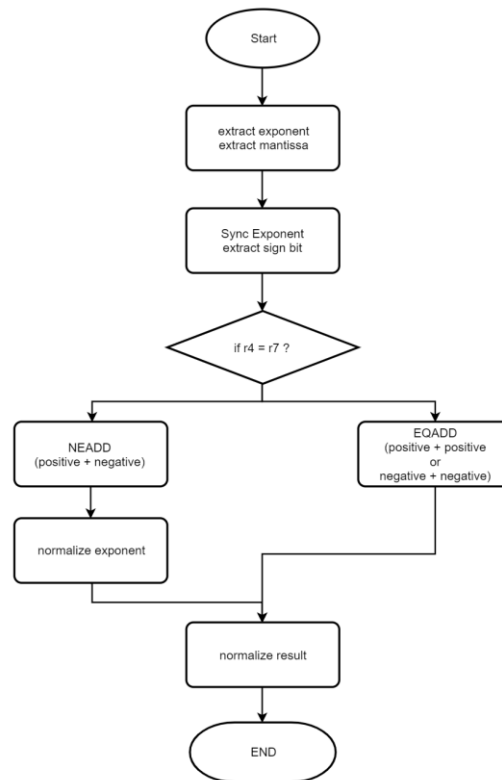 Start
extract exponent
extract mantissa
Sync Exponent
extract sign bit
if r4 = r7 ?
NEADD
(positive + negative)
EQADD
(positive + positive
or
negative + negative)
normalize exponent
normalize result
END